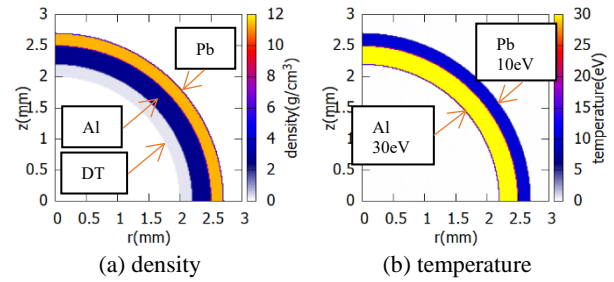 3
2.5
2
1.5
1
0.5
0
z(mm)
0 0.5 1 1.5 2 2.5 3
r(mm)
Pb
Al
DT
12
10
8
6
4
2
0
density(g/cm³)
(a) density
3
2.5
2
1.5
1
0.5
0
z(mm)
0 0.5 1 1.5 2 2.5 3
r(mm)
Pb
10eV
Al
30eV
30
25
20
15
10
5
0
temperature(eV)
(b) temperature